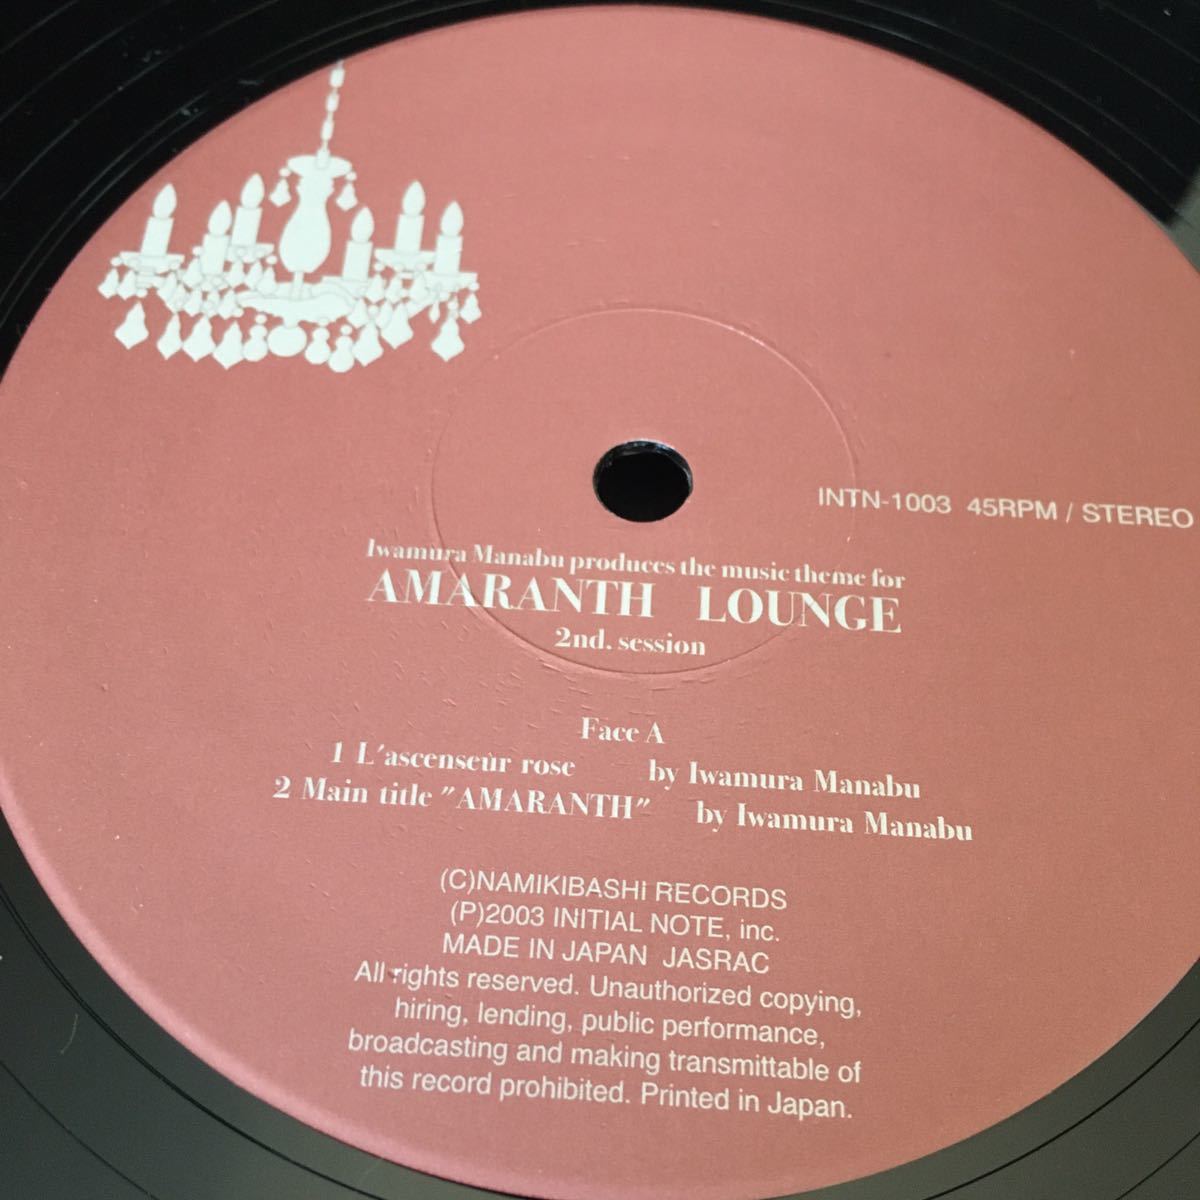 INTN-1003 45RPM / STEREO
Iwamura Manabu produces the music theme for
AMARANTH LOUNGE
2nd. session
Face A
1 L'ascenseùr rose by Iwamura Manabu
2 Main title "AMARANTH" by Iwamura Manabu
(C)NAMIKIBASHI RECORDS
(P)2003 INITIAL NOTE, inc.
MADE IN JAPAN JASRAC
All rights reserved. Unauthorized copying,
hiring, lending, public performance,
broadcasting and making transmittable of
this record prohibited. Printed in Japan.